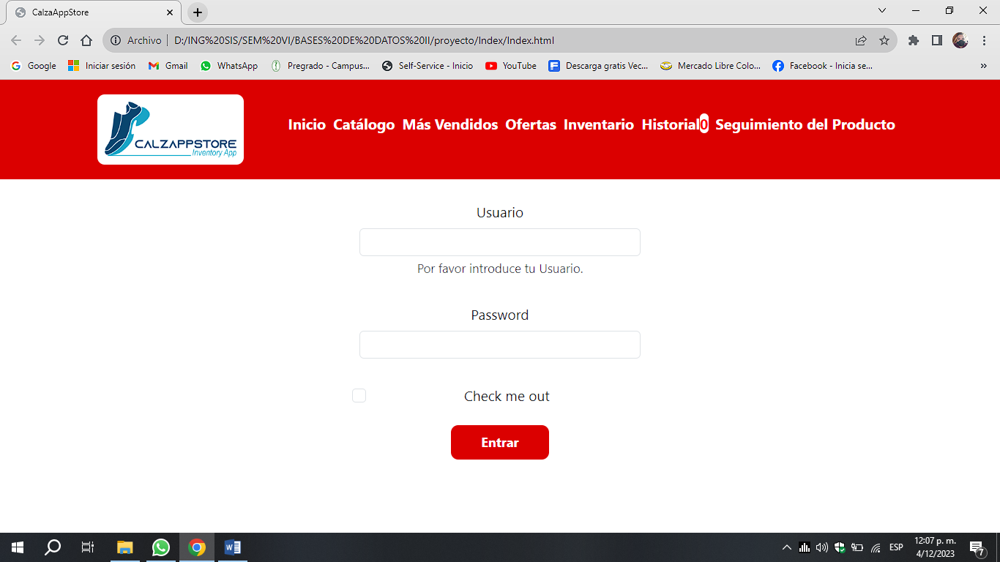 CalzaAppStore
Archivo D:/ING%20SIS/SEM%20VI/BASES%20DE%20DATOS%20II/proyecto/Index/Index.html
Google Iniciar sesión Gmail WhatsApp Pregrado - Campus... Self-Service - Inicio YouTube Descarga gratis Vec... Mercado Libre Colo... Facebook - Inicia se... »
CALZAPPSTORE
Inventory App
Inicio Catálogo Más Vendidos Ofertas Inventario Historial0 Seguimiento del Producto
Usuario
Por favor introduce tu Usuario.
Password
Check me out
Entrar
ESP
12:07 p. m.
4/12/2023
7